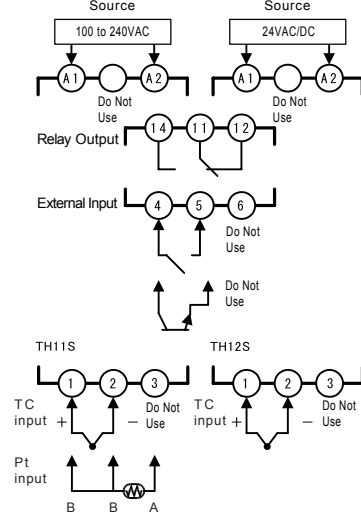 Source Source
100 to 240VAC 24VAC/DC
A1 A2 A1 A2
Do Not Use Do Not Use
14 11 12
Relay Output
External Input
4 5 6
Do Not Use
Do Not Use
TH11S TH12S
1 2 3 1 2 3
TC input + − Do Not Use TC input + − Do Not Use
Pt input
B B A